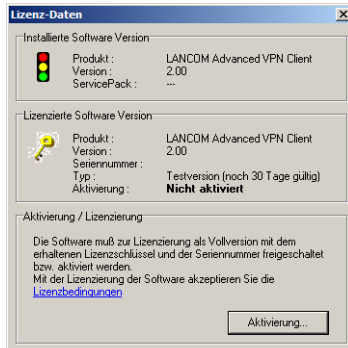 Lizenz-Daten
Installierte Software Version
Produkt : LANCOM Advanced VPN Client
Version : 2.00
ServicePack : ---
Lizenzierte Software Version
Produkt : LANCOM Advanced VPN Client
Version : 2.00
Seriennummer :
Typ : Testversion (noch 30 Tage gültig)
Aktivierung : Nicht aktiviert
Aktivierung / Lizenzierung
Die Software muß zur Lizenzierung als Vollversion mit dem
erhaltenen Lizenzschlüssel und der Seriennummer freigeschaltet
bzw. aktiviert werden.
Mit der Lizenzierung der Software akzeptieren Sie die
Lizenzbedingungen
Aktivierung...